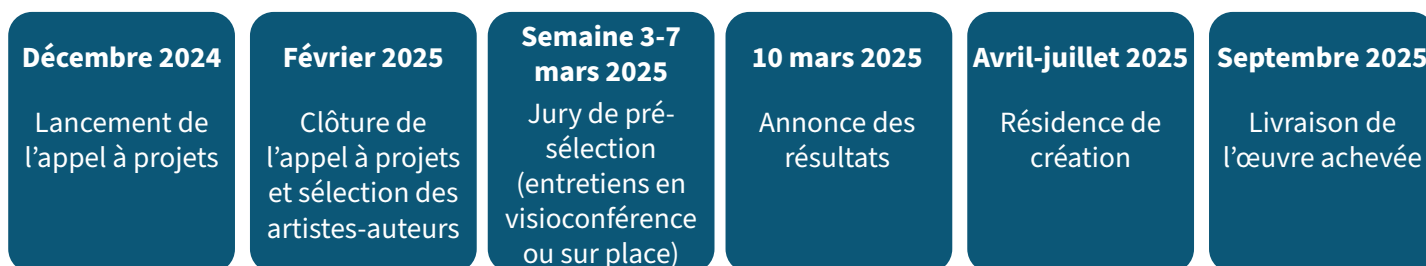 Décembre 2024
Lancement de
l'appel à projets
Février 2025
Clôture de
l'appel à projets
et sélection des
artistes-auteurs
Semaine 3-7
mars 2025
Jury de pré-
sélection
(entretiens en
visioconférence
ou sur place)
10 mars 2025
Annonce des
résultats
Avril-juillet 2025
Résidence de
création
Septembre 2025
Livraison de
l'œuvre achevée